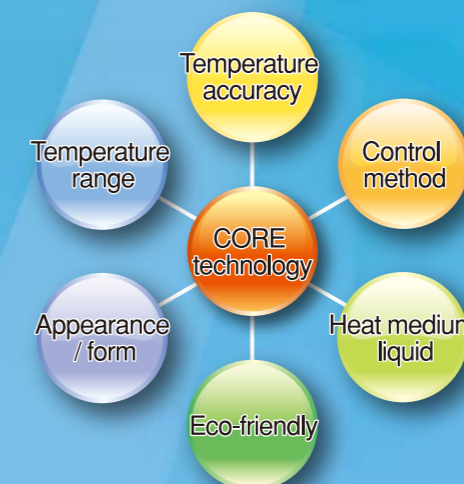 Temperature
accuracy
Temperature
range
Control
method
CORE
technology
Appearance
/ form
Heat medium
liquid
Eco-friendly